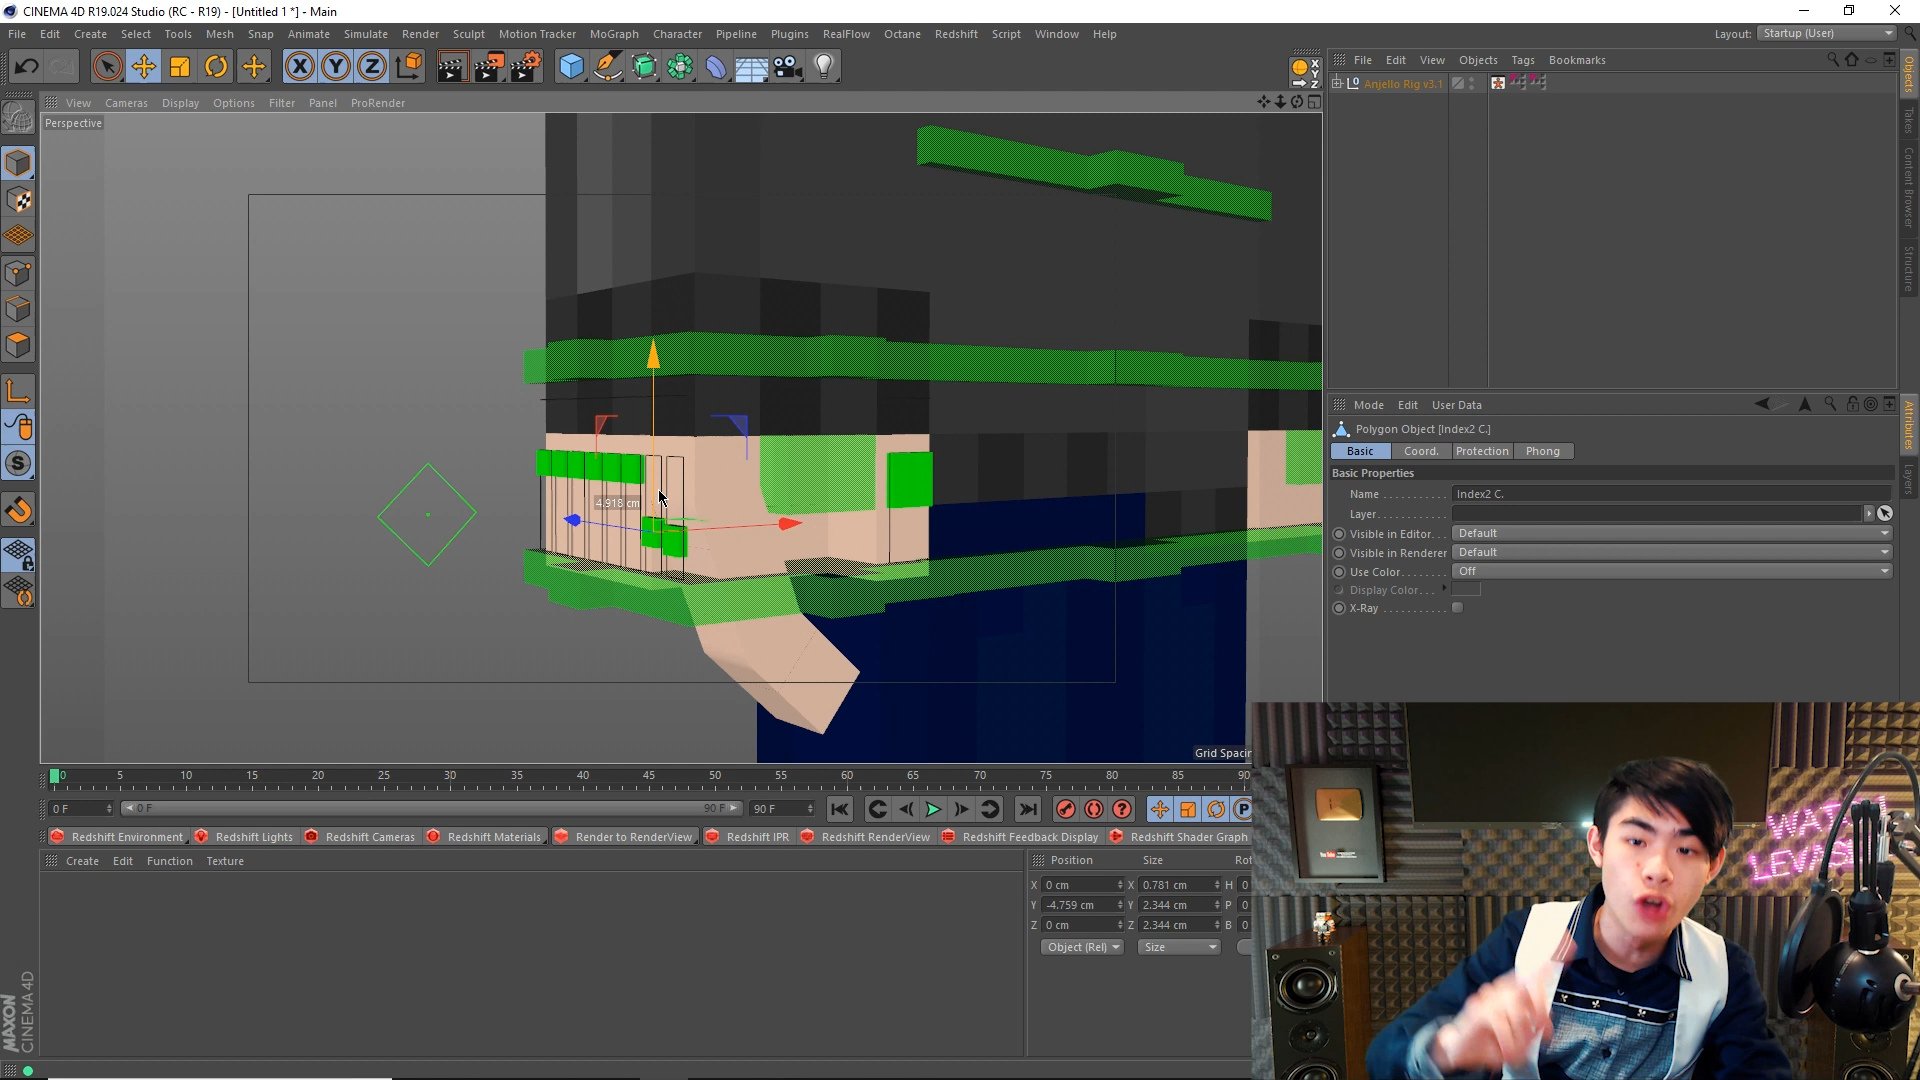 CINEMA 4D R19.024 Studio (RC - R19) - [Untitled 1 *] - Main
File Edit Create Select Tools Mesh Snap Animate Simulate Render Sculpt Motion Tracker MoGraph Character Pipeline Plugins RealFlow Octane Redshift Script Window Help
Layout: Startup (User)
X Y Z
File Edit View Objects Tags Bookmarks
Anjello Rig v3.1
View Cameras Display Options Filter Panel ProRender
Perspective
4.918 cm
Grid Spacin
Objects
Takes
Content Browser
Structure
Mode Edit User Data
Polygon Object [Index2 C.]
Basic Coord. Protection Phong
Basic Properties
Name Index2 C.
Layer
Visible in Editor Default
Visible in Renderer Default
Use Color Off
Display Color
X-Ray
Attributes
Layers
0 5 10 15 20 25 30 35 40 45 50 55 60 65 70 75 80 85 90
0 F 0 F 90 F 90 F
Redshift Environment Redshift Lights Redshift Cameras Redshift Materials Render to RenderView Redshift IPR Redshift RenderView Redshift Feedback Display Redshift Shader Graph
Create Edit Function Texture
Position Size Rot
X 0 cm X 0.781 cm H 0
Y -4.759 cm Y 2.344 cm P 0
Z 0 cm Z 2.344 cm B 0
Object (Rel) Size
MAXON
CINEMA 4D
YouTube